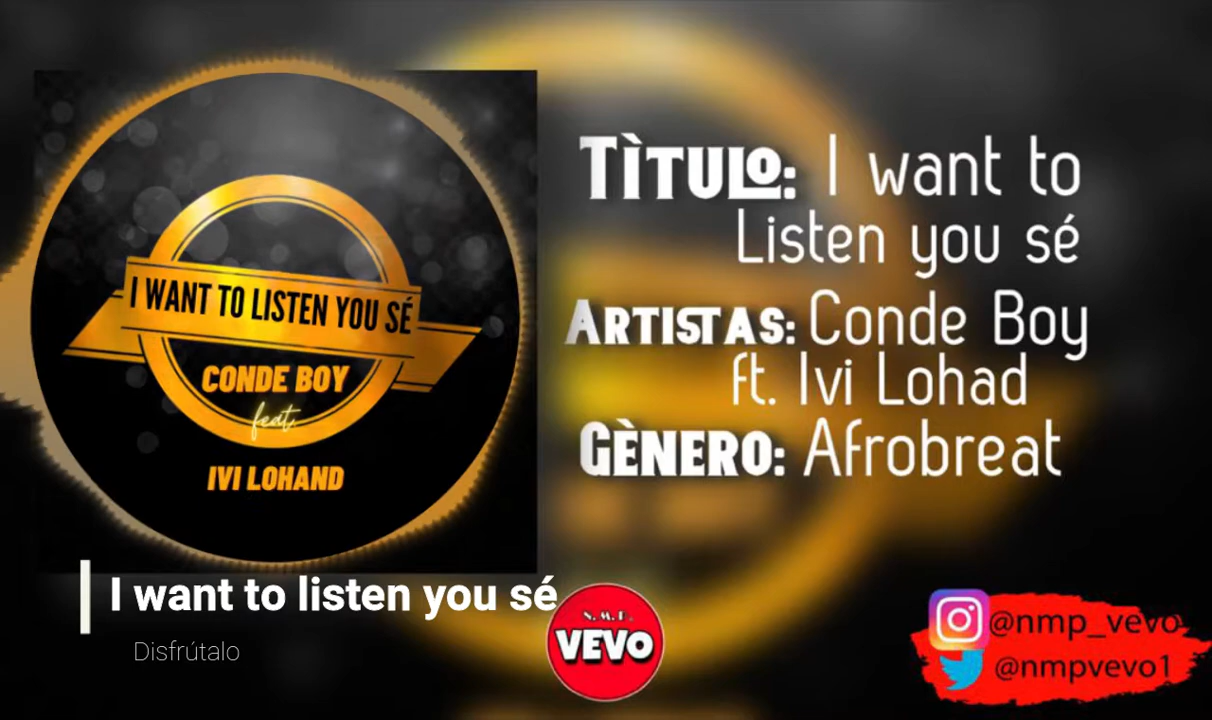 I WANT TO LISTEN YOU SÉ
CONDE BOY
feat
IVI LOHAND
TÌTULO: I want to
Listen you sé
ARTISTAS: Conde Boy
ft. Ivi Lohad
GÈNERO: Afrobreat
I want to listen you sé
Disfrútalo
N.M.P.
VEVO
@nmp_vevo
@nmpvevo1